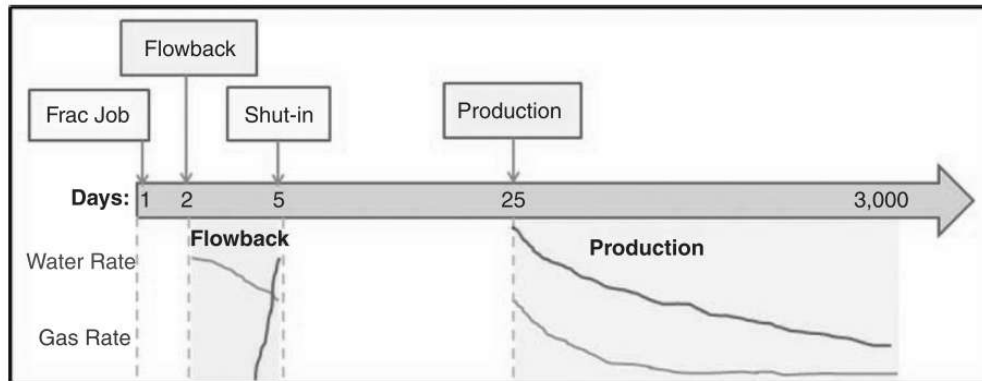 Flowback
Frac Job
Shut-in
Production
Days: 1 2 5 25 3,000
Flowback
Production
Water Rate
Gas Rate